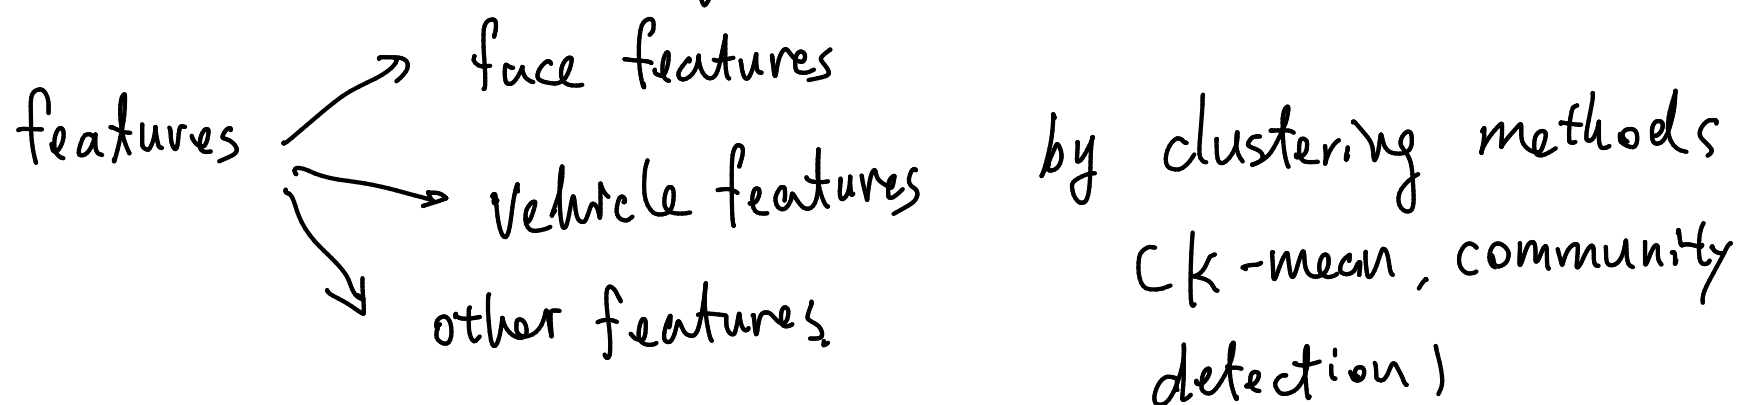 features
face features
vehicle features
other features.
by clustering methods
(k-mean, community
detection)